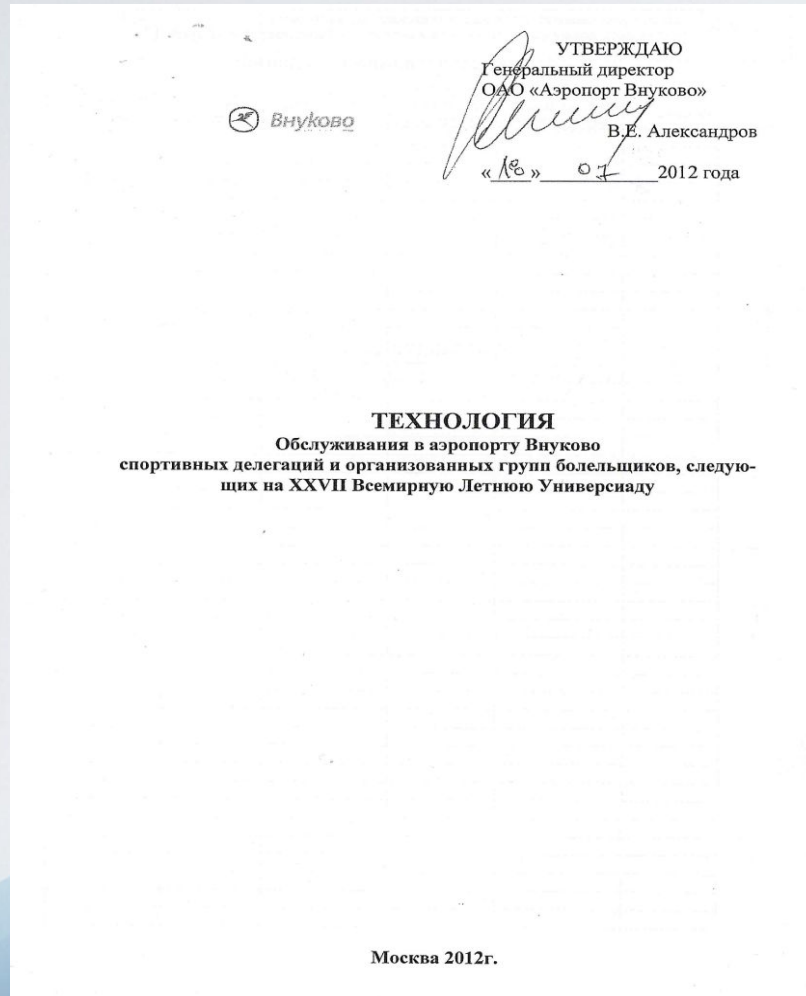 УТВЕРЖДАЮ
Генеральный директор
ОАО «Аэропорт Внуково»
Внуково
В.Е. Александров
«18» 07 2012 года
ТЕХНОЛОГИЯ
Обслуживания в аэропорту Внуково
спортивных делегаций и организованных групп болельщиков, следую-
щих на XXVII Всемирную Летнюю Универсиаду
Москва 2012г.